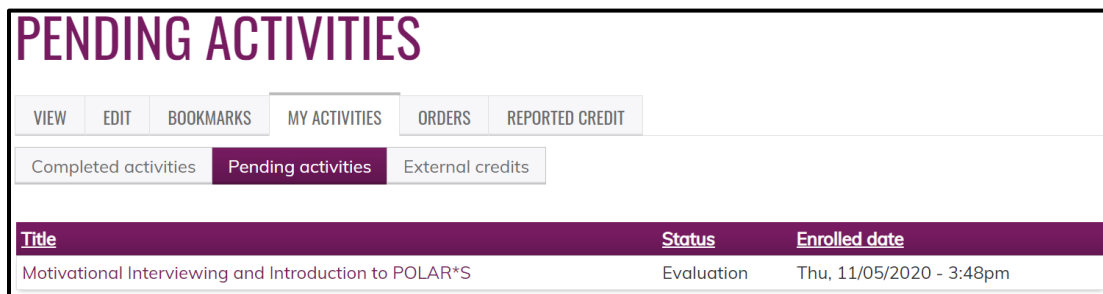 PENDING ACTIVITIES
VIEW EDIT BOOKMARKS MY ACTIVITIES ORDERS REPORTED CREDIT
Completed activities Pending activities External credits
Title Status Enrolled date
Motivational Interviewing and Introduction to POLAR*S Evaluation Thu, 11/05/2020 - 3:48pm